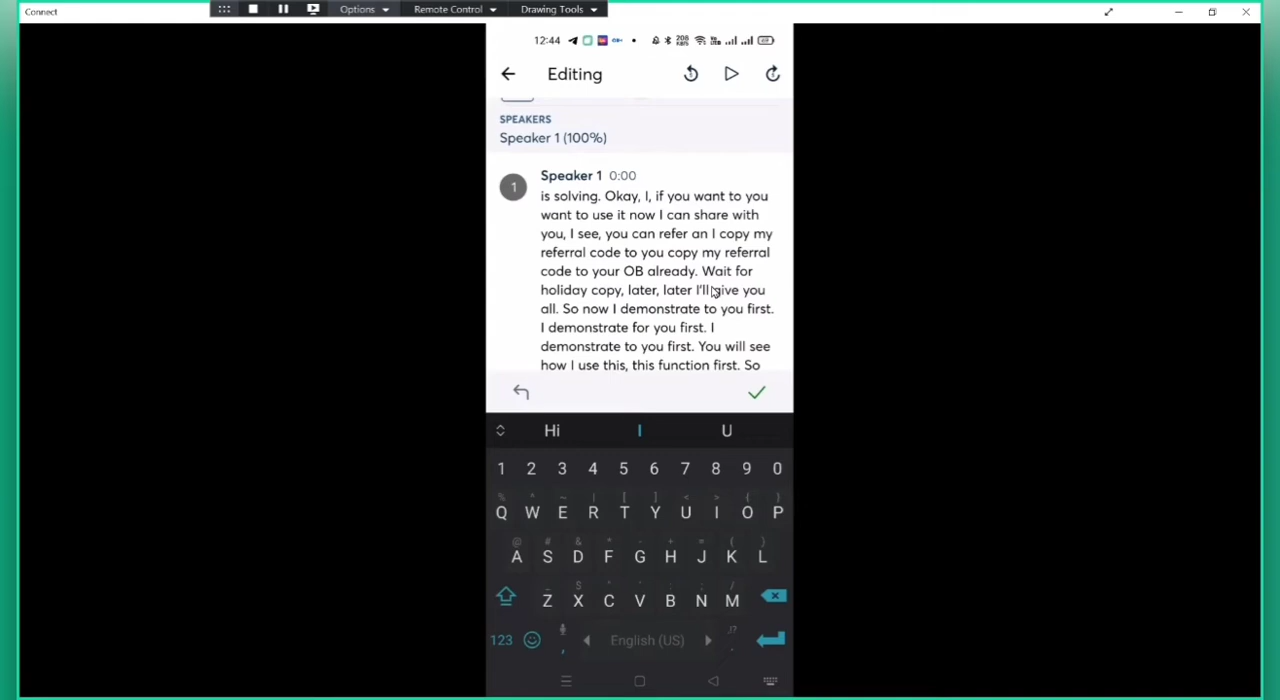 Connect
Options
Remote Control
Drawing Tools
12:44
Editing
SPEAKERS
Speaker 1 (100%)
1
Speaker 1 0:00
is solving. Okay, I, if you want to you
want to use it now I can share with
you, I see, you can refer an I copy my
referral code to you copy my referral
code to your OB already. Wait for
holiday copy, later, later I'll give you
all. So now I demonstrate to you first.
I demonstrate for you first. I
demonstrate to you first. You will see
how I use this, this function first. So
Hi I U
1 2 3 4 5 6 7 8 9 0
% ^ ~ | [ ] < > { }
Q W E R T Y U I O P
@ # & * - + = ( )
A S D F G H J K L
Z X C V B N M
123 , English (US)